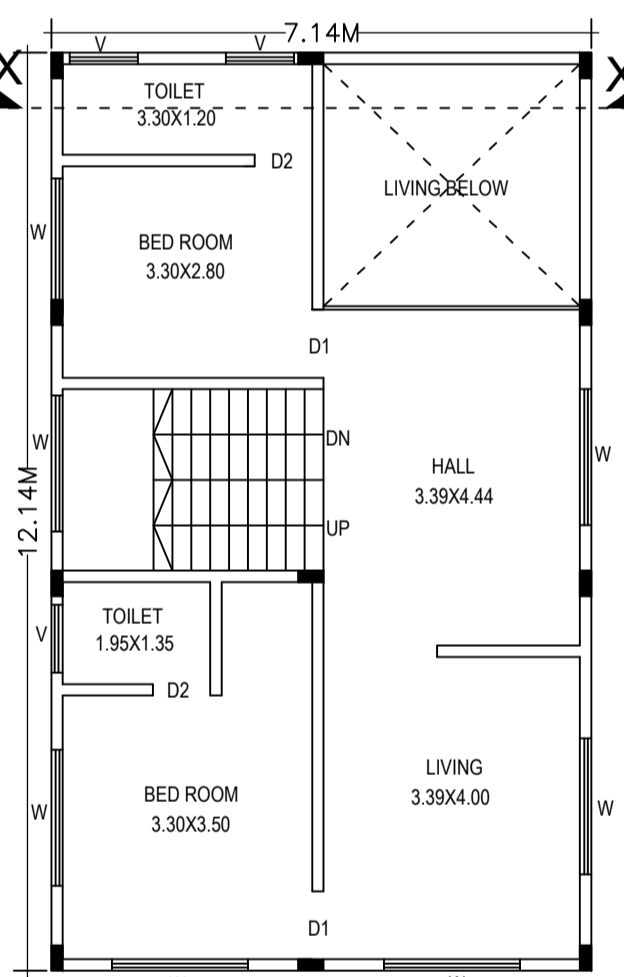 7.14M
V
V
X
X
TOILET
3.30X1.20
D2
LIVING BELOW
W
BED ROOM
3.30X2.80
D1
W
DN
HALL
3.39X4.44
W
12.14M
UP
TOILET
1.95X1.35
V
D2
LIVING
3.39X4.00
BED ROOM
3.30X3.50
W
W
D1